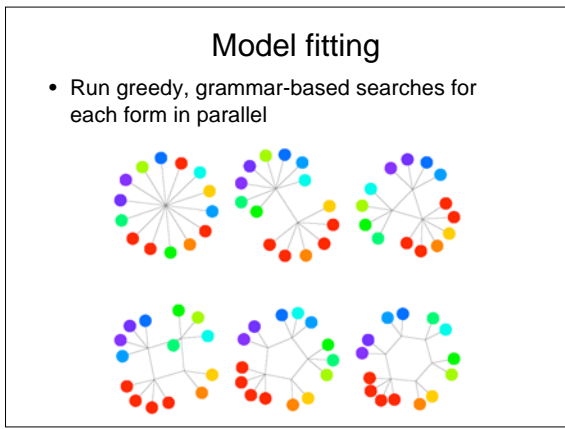 Model fitting
• Run greedy, grammar-based searches for
each form in parallel